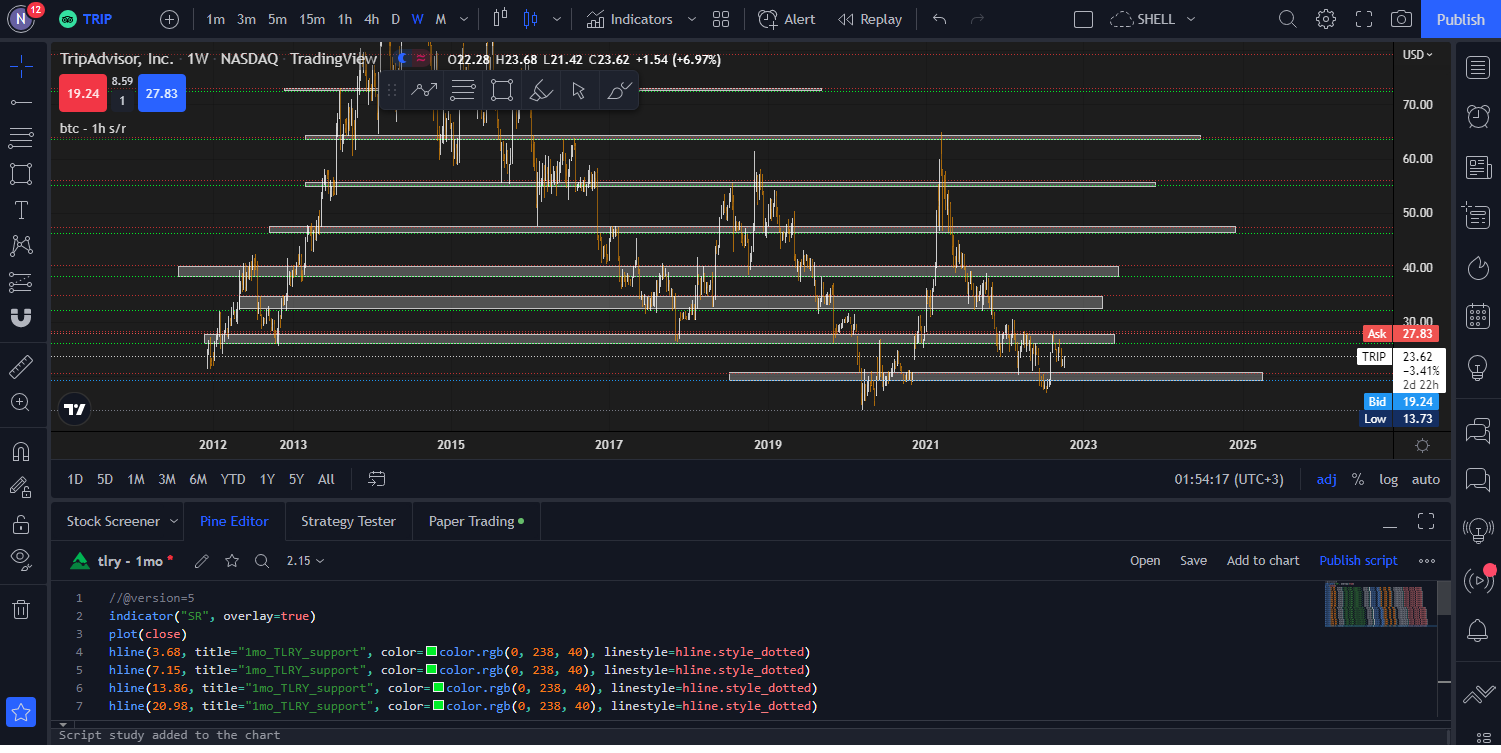 N 12 TRIP 1m 3m 5m 15m 1h 4h D W M Indicators Alert Replay SHELL Publish
TripAdvisor, Inc. · 1W · NASDAQ · TradingView ≈ O22.28 H23.68 L21.42 C23.62 +1.54 (+6.97%)
USD
19.24 8.59 1 27.83
btc - 1h s/r
70.00
60.00
50.00
40.00
30.00
Ask 27.83
TRIP 23.62
−3.41%
2d 22h
Bid 19.24
Low 13.73
2012 2013 2015 2017 2019 2021 2023 2025
1D 5D 1M 3M 6M YTD 1Y 5Y All 01:54:17 (UTC+3) adj % log auto
Stock Screener Pine Editor Strategy Tester Paper Trading
tlry - 1mo * 2.15 Open Save Add to chart Publish script
1 //@version=5
2 indicator("SR", overlay=true)
3 plot(close)
4 hline(3.68, title="1mo_TLRY_support", color=color.rgb(0, 238, 40), linestyle=hline.style_dotted)
5 hline(7.15, title="1mo_TLRY_support", color=color.rgb(0, 238, 40), linestyle=hline.style_dotted)
6 hline(13.86, title="1mo_TLRY_support", color=color.rgb(0, 238, 40), linestyle=hline.style_dotted)
7 hline(20.98, title="1mo_TLRY_support", color=color.rgb(0, 238, 40), linestyle=hline.style_dotted)
Script study added to the chart